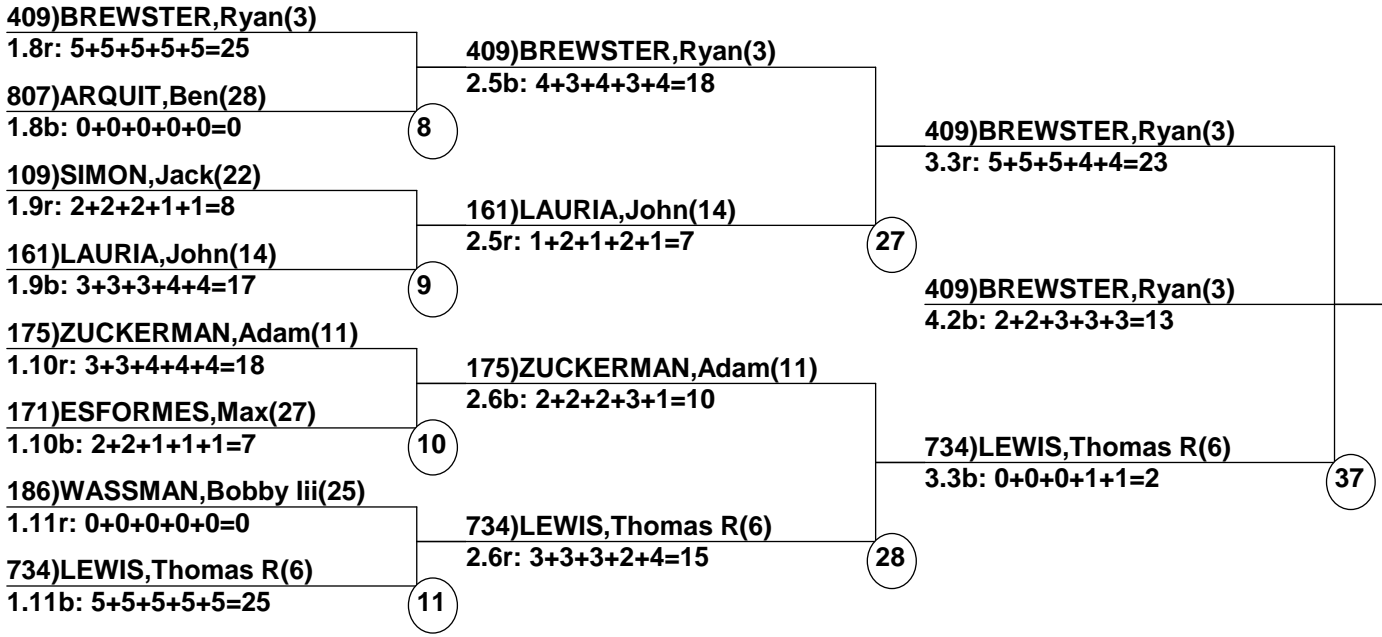 409)BREWSTER,Ryan(3)
1.8r: 5+5+5+5+5=25
807)ARQUIT,Ben(28)
1.8b: 0+0+0+0+0=0
8
109)SIMON,Jack(22)
1.9r: 2+2+2+1+1=8
161)LAURIA,John(14)
1.9b: 3+3+3+4+4=17
9
175)ZUCKERMAN,Adam(11)
1.10r: 3+3+4+4+4=18
171)ESFORMES,Max(27)
1.10b: 2+2+1+1+1=7
10
186)WASSMAN,Bobby Iii(25)
1.11r: 0+0+0+0+0=0
734)LEWIS,Thomas R(6)
1.11b: 5+5+5+5+5=25
11
409)BREWSTER,Ryan(3)
2.5b: 4+3+4+3+4=18
161)LAURIA,John(14)
2.5r: 1+2+1+2+1=7
27
175)ZUCKERMAN,Adam(11)
2.6b: 2+2+2+3+1=10
734)LEWIS,Thomas R(6)
2.6r: 3+3+3+2+4=15
28
409)BREWSTER,Ryan(3)
3.3r: 5+5+5+4+4=23
409)BREWSTER,Ryan(3)
4.2b: 2+2+3+3+3=13
734)LEWIS,Thomas R(6)
3.3b: 0+0+0+1+1=2
37